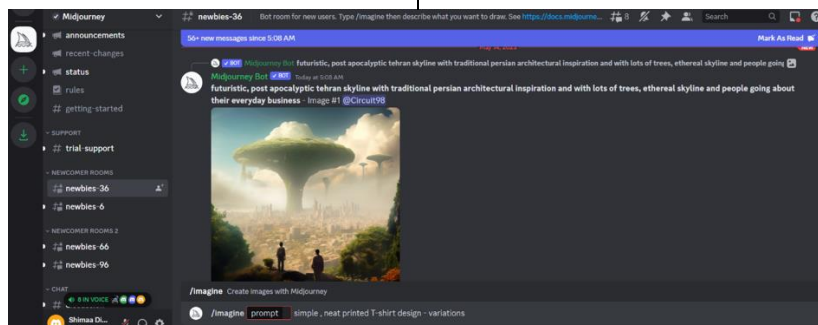 Midjourney
announcements
recent-changes
status
rules
getting-started
SUPPORT
trial-support
NEWCOMER ROOMS
newbies-36
newbies-6
NEWCOMER ROOMS 2
newbies-66
newbies-96
CHAT
8 IN VOICE
Shimaa Di...
newbies-36
Bot room for new users. Type /imagine then describe what you want to draw. See https://docs.midjourne...
8
Search
56+ new messages since 5:08 AM
Mark As Read
NEW
BOT Midjourney Bot futuristic, post apocalyptic tehran skyline with traditional persian architectural inspiration and with lots of trees, ethereal skyline and people going
Midjourney Bot BOT Today at 5:08 AM
futuristic, post apocalyptic tehran skyline with traditional persian architectural inspiration and with lots of trees, ethereal skyline and people going about
their everyday business - Image #1 @Circuit98
/imagine Create images with Midjourney
/imagine prompt simple , neat printed T-shirt design - variations